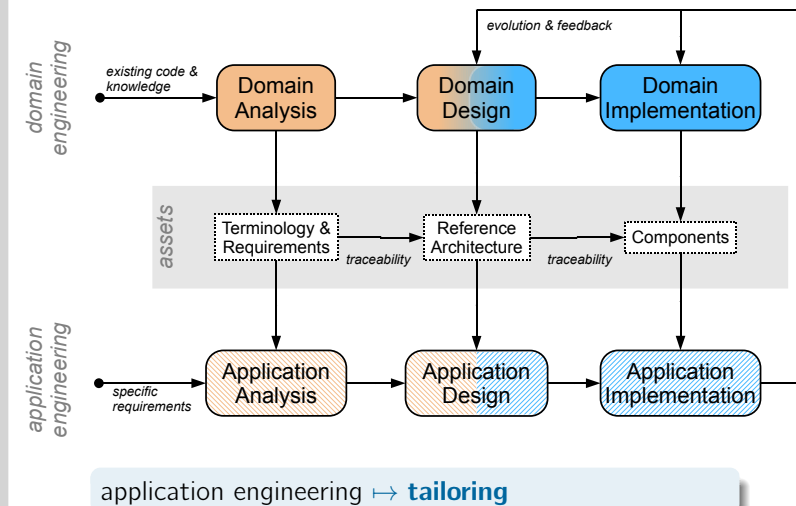 evolution & feedback
domain
engineering
existing code &
knowledge
Domain
Analysis
Domain
Design
Domain
Implementation
assets
Terminology &
Requirements
traceability
Reference
Architecture
traceability
Components
application
engineering
specific
requirements
Application
Analysis
Application
Design
Application
Implementation
application engineering ↦ tailoring